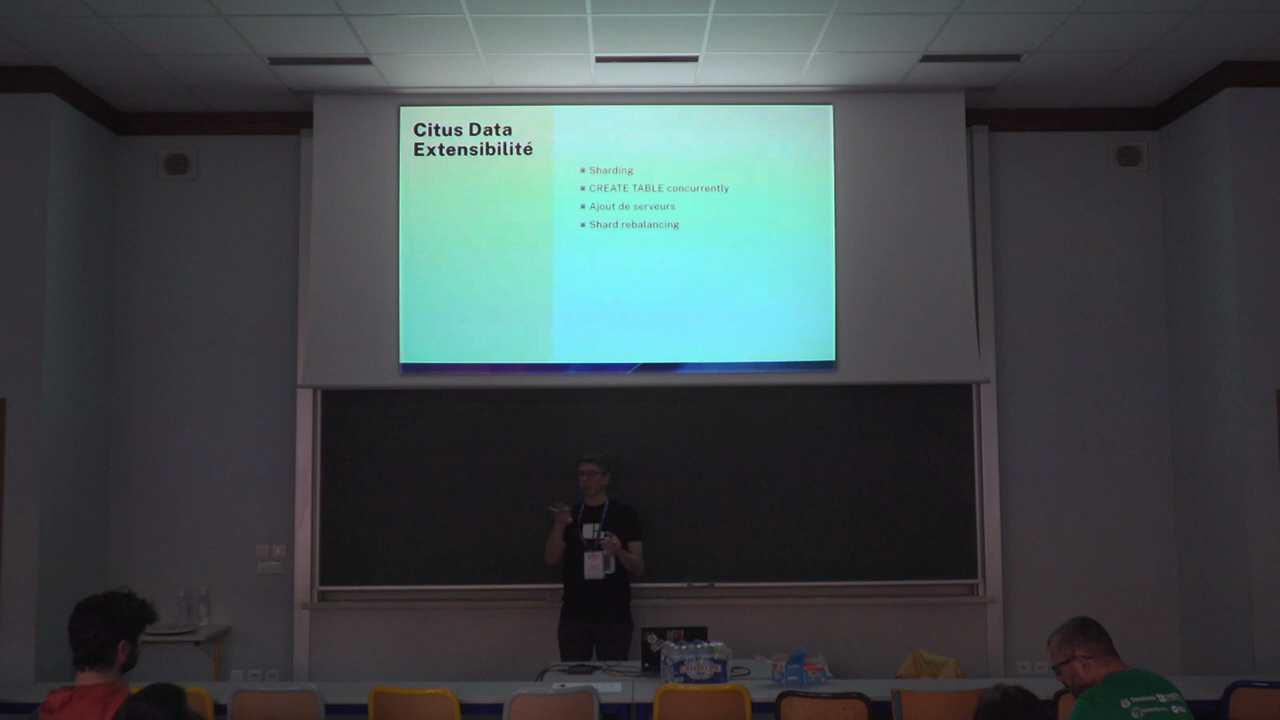 Citus Data
Extensibilité
Sharding
CREATE TABLE concurrently
Ajout de serveurs
Shard rebalancing